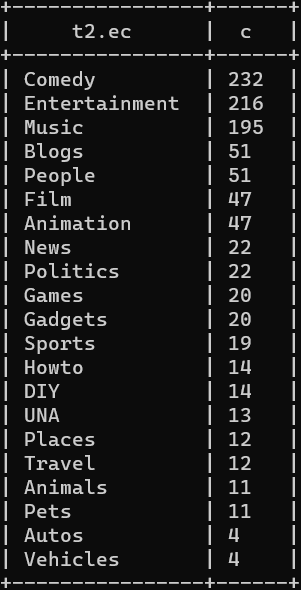 +----------------+------+
|     t2.ec      |  c   |
+----------------+------+
| Comedy         | 232  |
| Entertainment  | 216  |
| Music          | 195  |
| Blogs          | 51   |
| People         | 51   |
| Film           | 47   |
| Animation      | 47   |
| News           | 22   |
| Politics       | 22   |
| Games          | 20   |
| Gadgets        | 20   |
| Sports         | 19   |
| Howto          | 14   |
| DIY            | 14   |
| UNA            | 13   |
| Places         | 12   |
| Travel         | 12   |
| Animals        | 11   |
| Pets           | 11   |
| Autos          | 4    |
| Vehicles       | 4    |
+----------------+------+